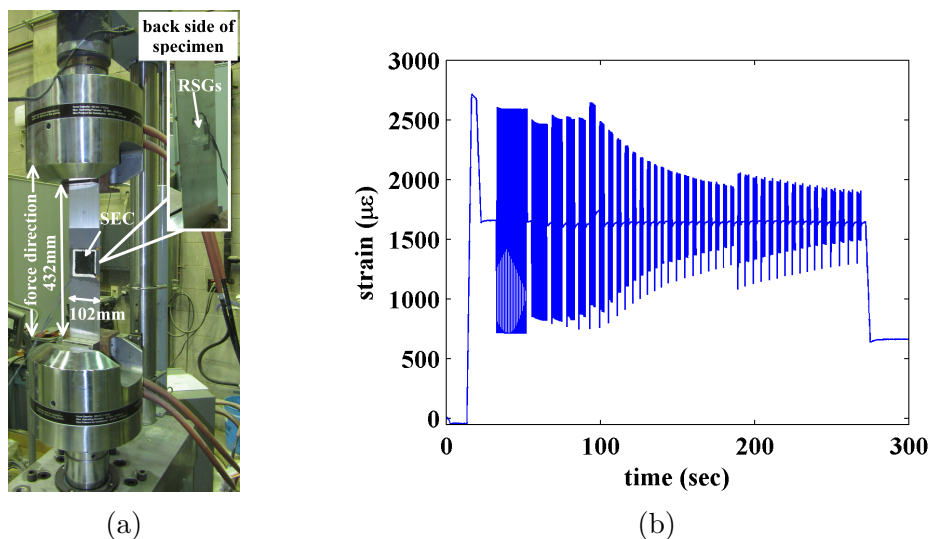 back side of
specimen
RSGs
SEC
force direction
432mm
102mm
(a)
3000
2500
2000
1500
1000
500
0
strain (με)
0
100
200
300
time (sec)
(b)